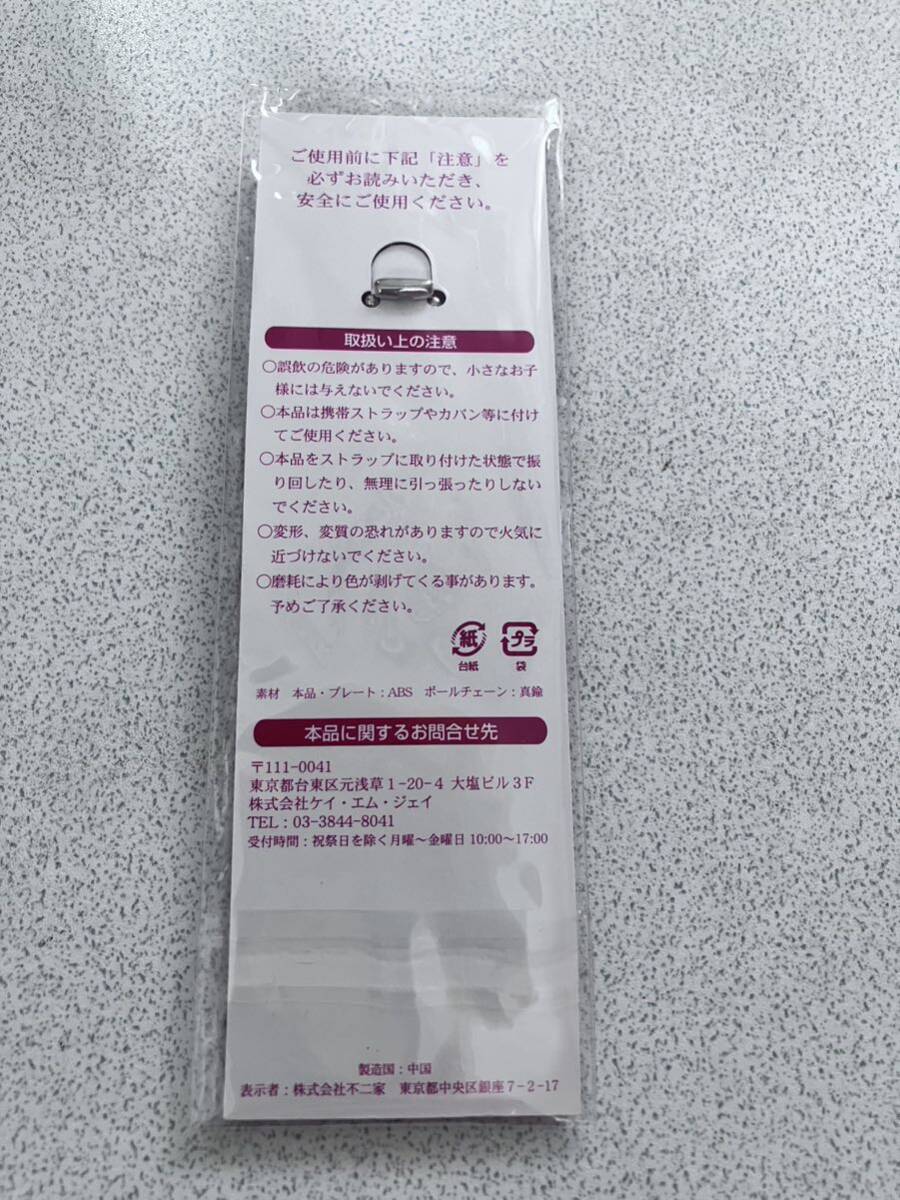 ご使用前に下記「注意」を
必ずお読みいただき、
安全にご使用ください。
取扱い上の注意
○誤飲の危険がありますので、小さなお子
様には与えないでください。
○本品は携帯ストラップやカバン等に付け
てご使用ください。
○本品をストラップに取り付けた状態で振
り回したり、無理に引っ張ったりしない
でください。
○変形、変質の恐れがありますので火気に
近づけないでください。
○磨耗により色が剥げてくる事があります。
予めご了承ください。
紙 プラ
台紙 袋
素材 本品・プレート：ABS ボールチェーン：真鍮
本品に関するお問合せ先
〒111-0041
東京都台東区元浅草1-20-4 大塩ビル3F
株式会社ケイ・エム・ジェイ
TEL：03-3844-8041
受付時間：祝祭日を除く月曜～金曜日 10:00～17:00
製造国：中国
表示者：株式会社不二家 東京都中央区銀座7-2-17